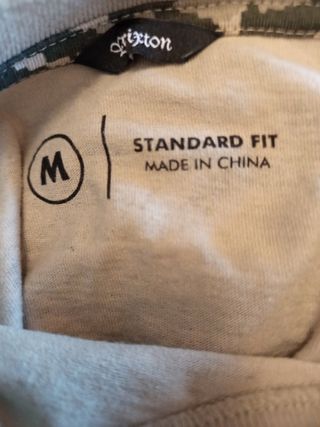 Brixton
M
STANDARD FIT
MADE IN CHINA